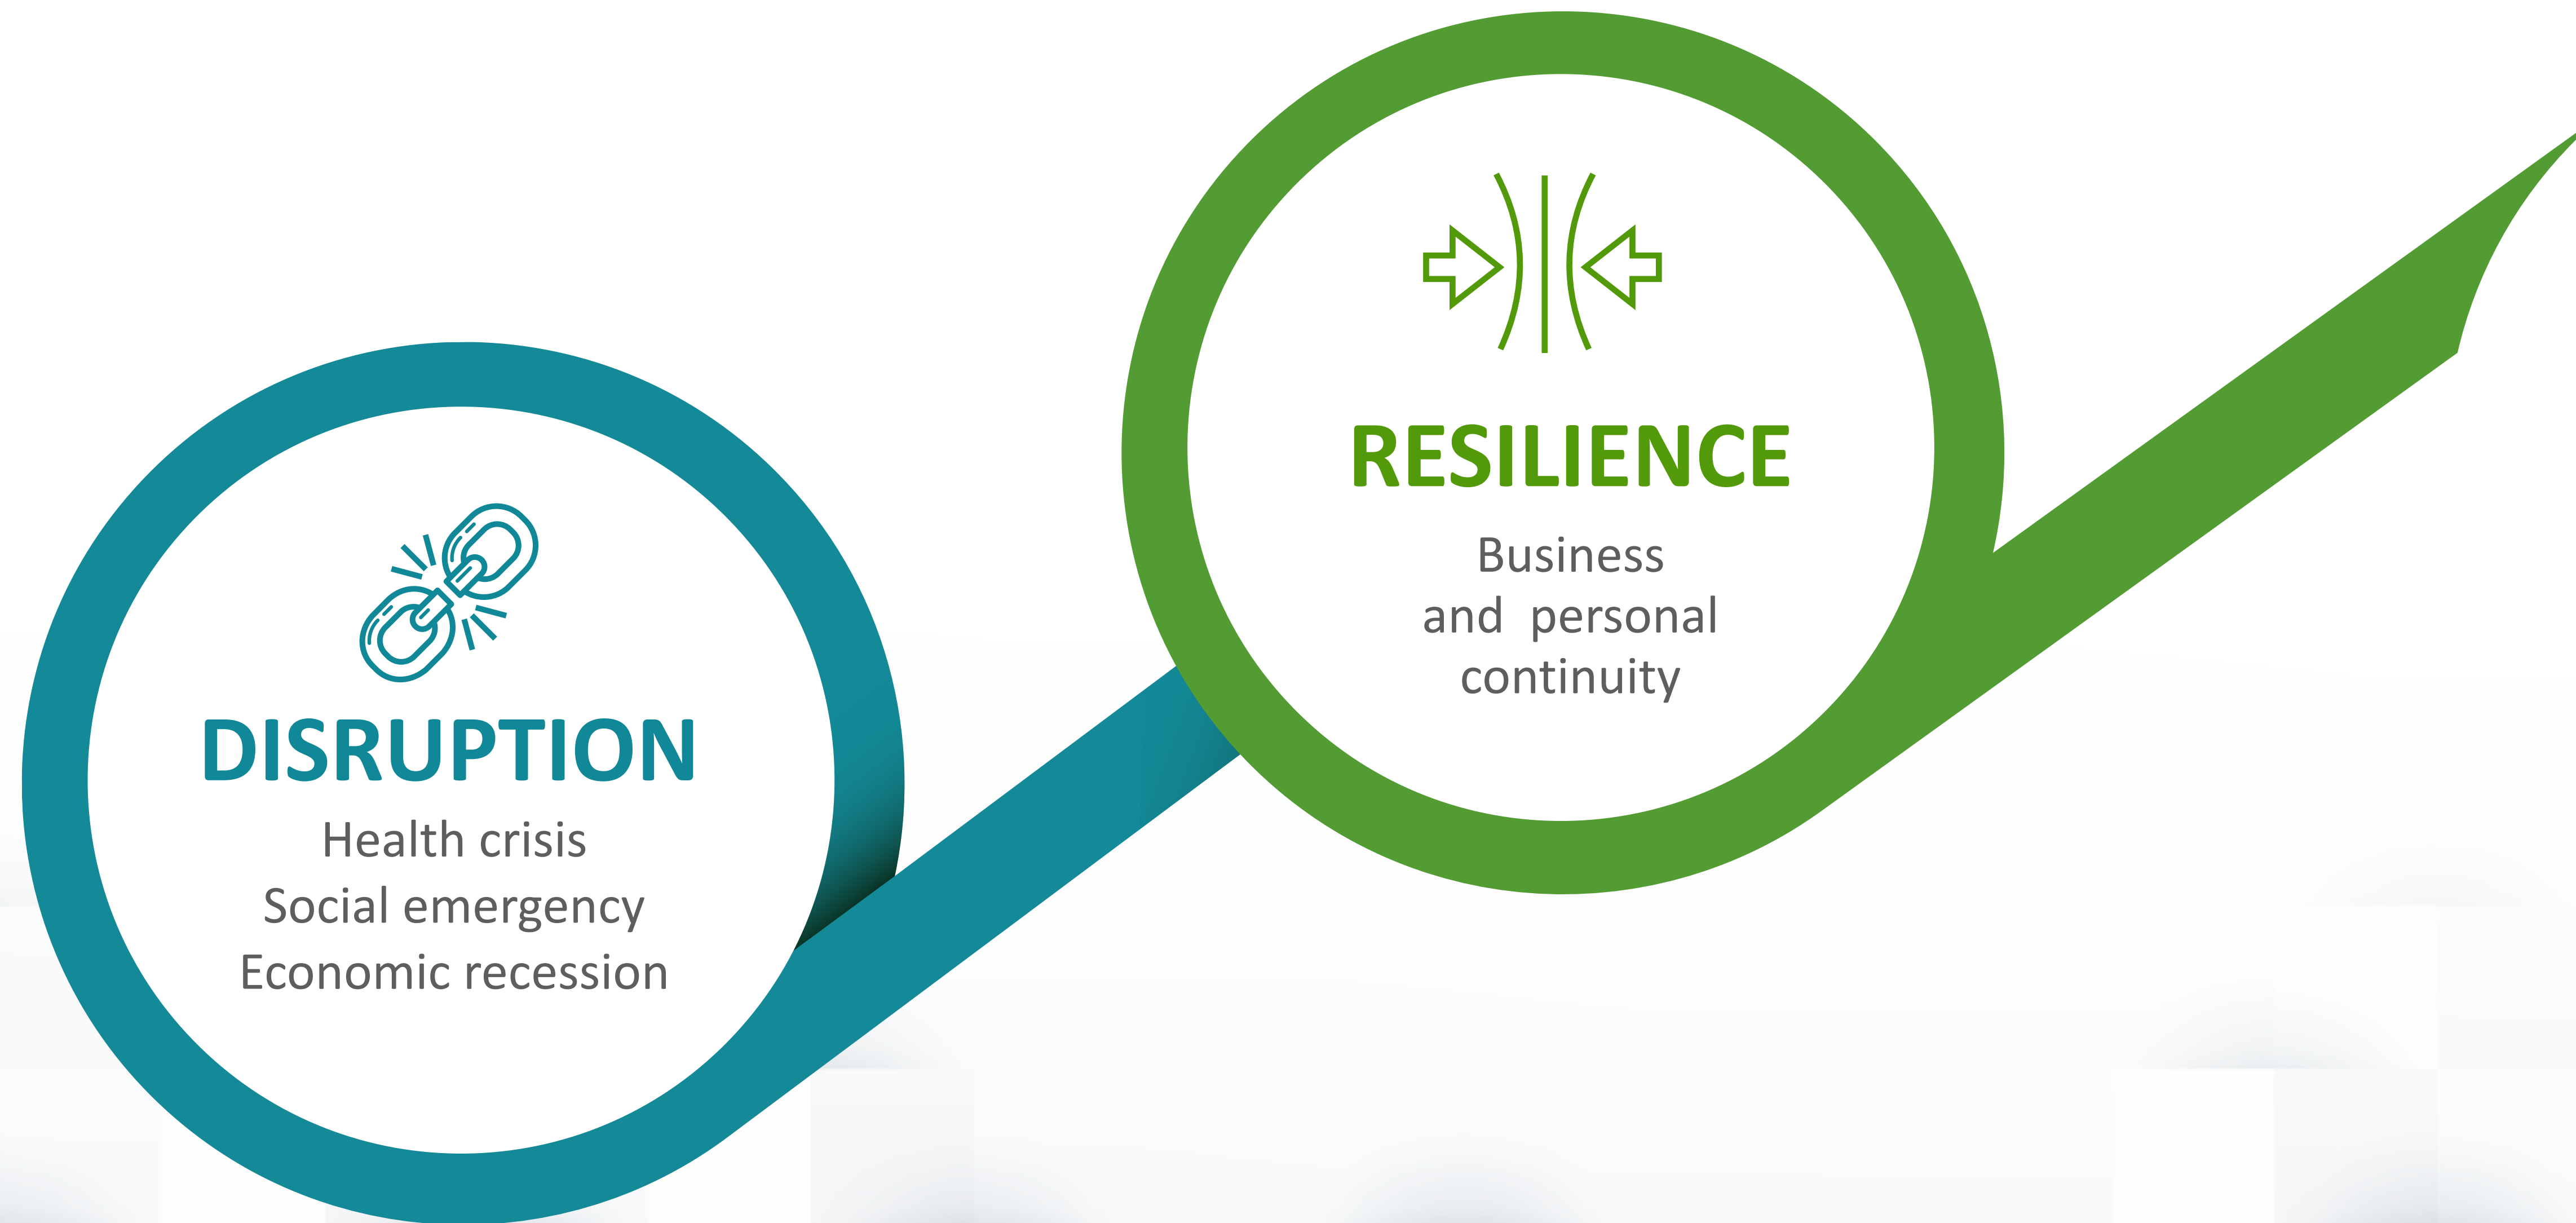 DISRUPTION
Health crisis
Social emergency
Economic recession
RESILIENCE
Business
and  personal
continuity